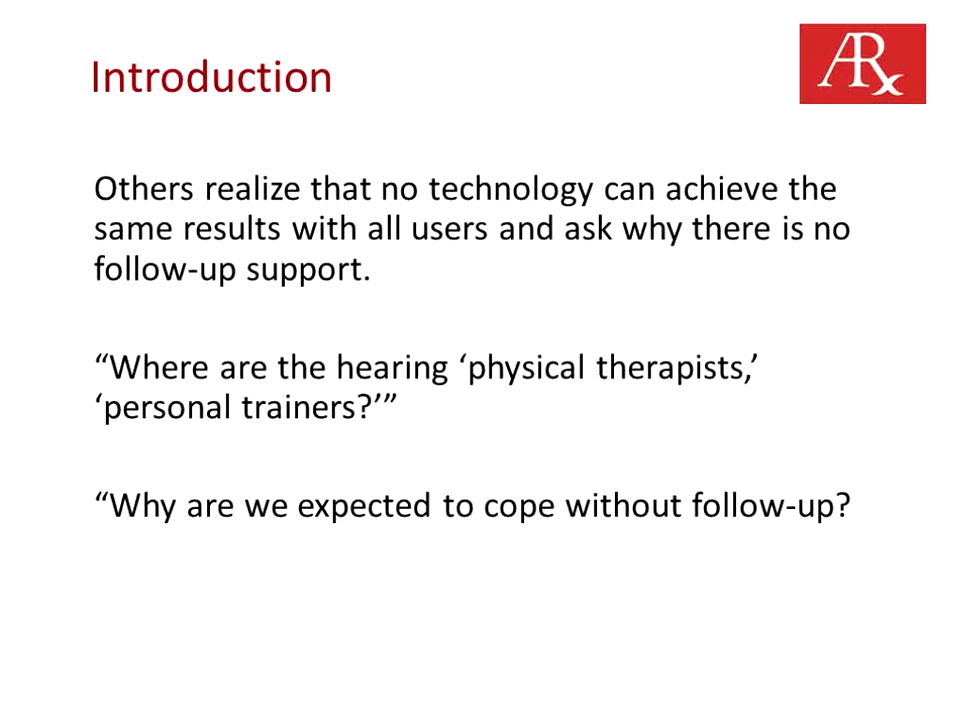 Introduction
ARx
Others realize that no technology can achieve the
same results with all users and ask why there is no
follow-up support.
“Where are the hearing ‘physical therapists,’
‘personal trainers?’”
“Why are we expected to cope without follow-up?